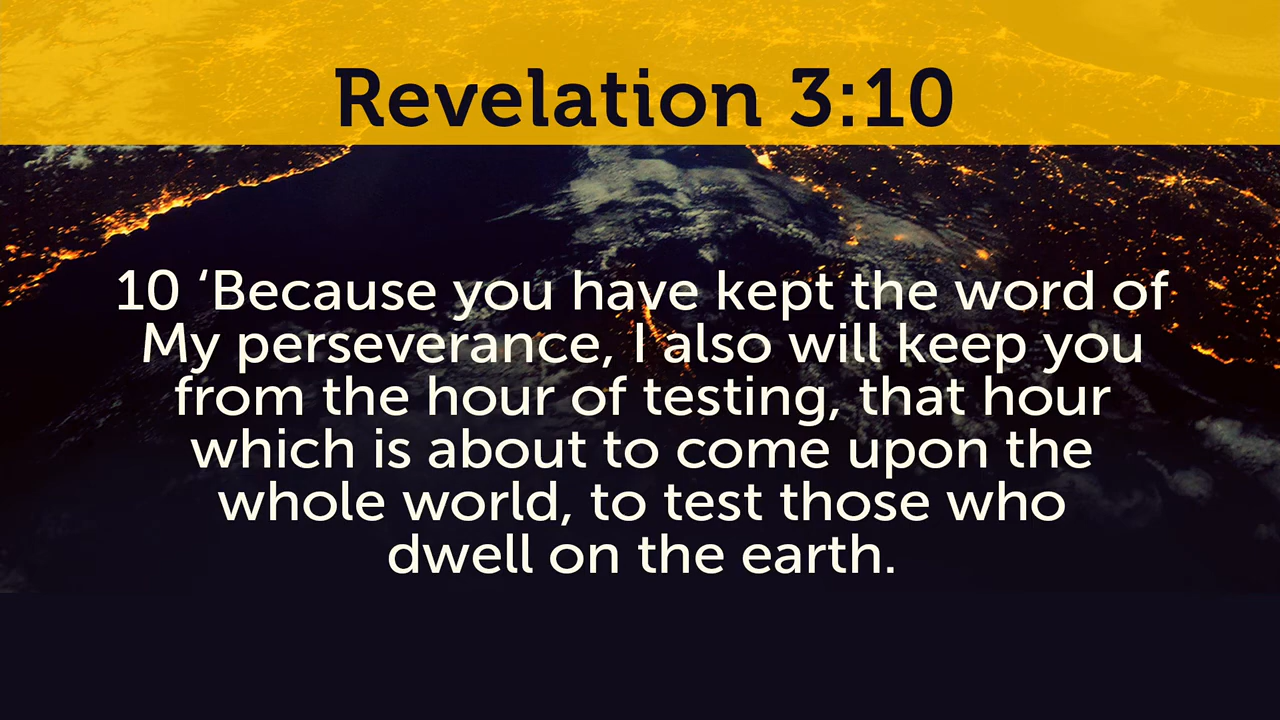 Revelation 3:10
10 ‘Because you have kept the word of
My perseverance, I also will keep you
from the hour of testing, that hour
which is about to come upon the
whole world, to test those who
dwell on the earth.